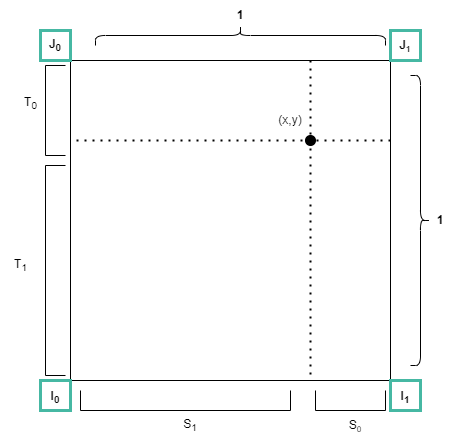 1
J₀
J₁
T₀
(x,y)
1
T₁
I₀
I₁
S₁
S₀